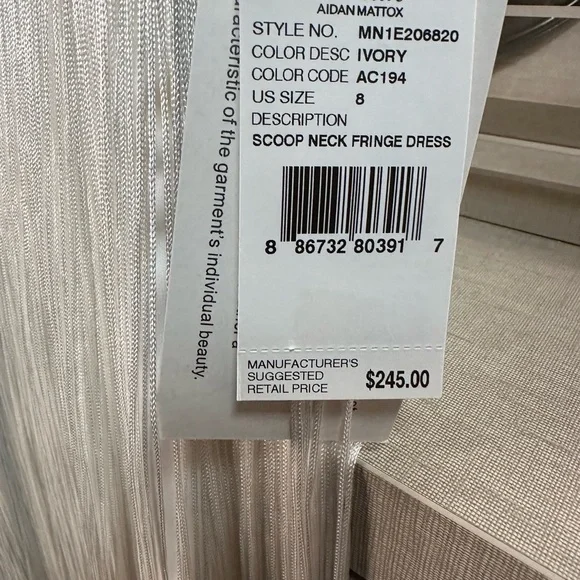 AIDAN MATTOX
STYLE NO. MN1E206820
COLOR DESC IVORY
COLOR CODE AC194
US SIZE 8
DESCRIPTION
SCOOP NECK FRINGE DRESS
8 86732 80391 7
MANUFACTURER'S
SUGGESTED
RETAIL PRICE
$245.00
of the garment's individual beauty.